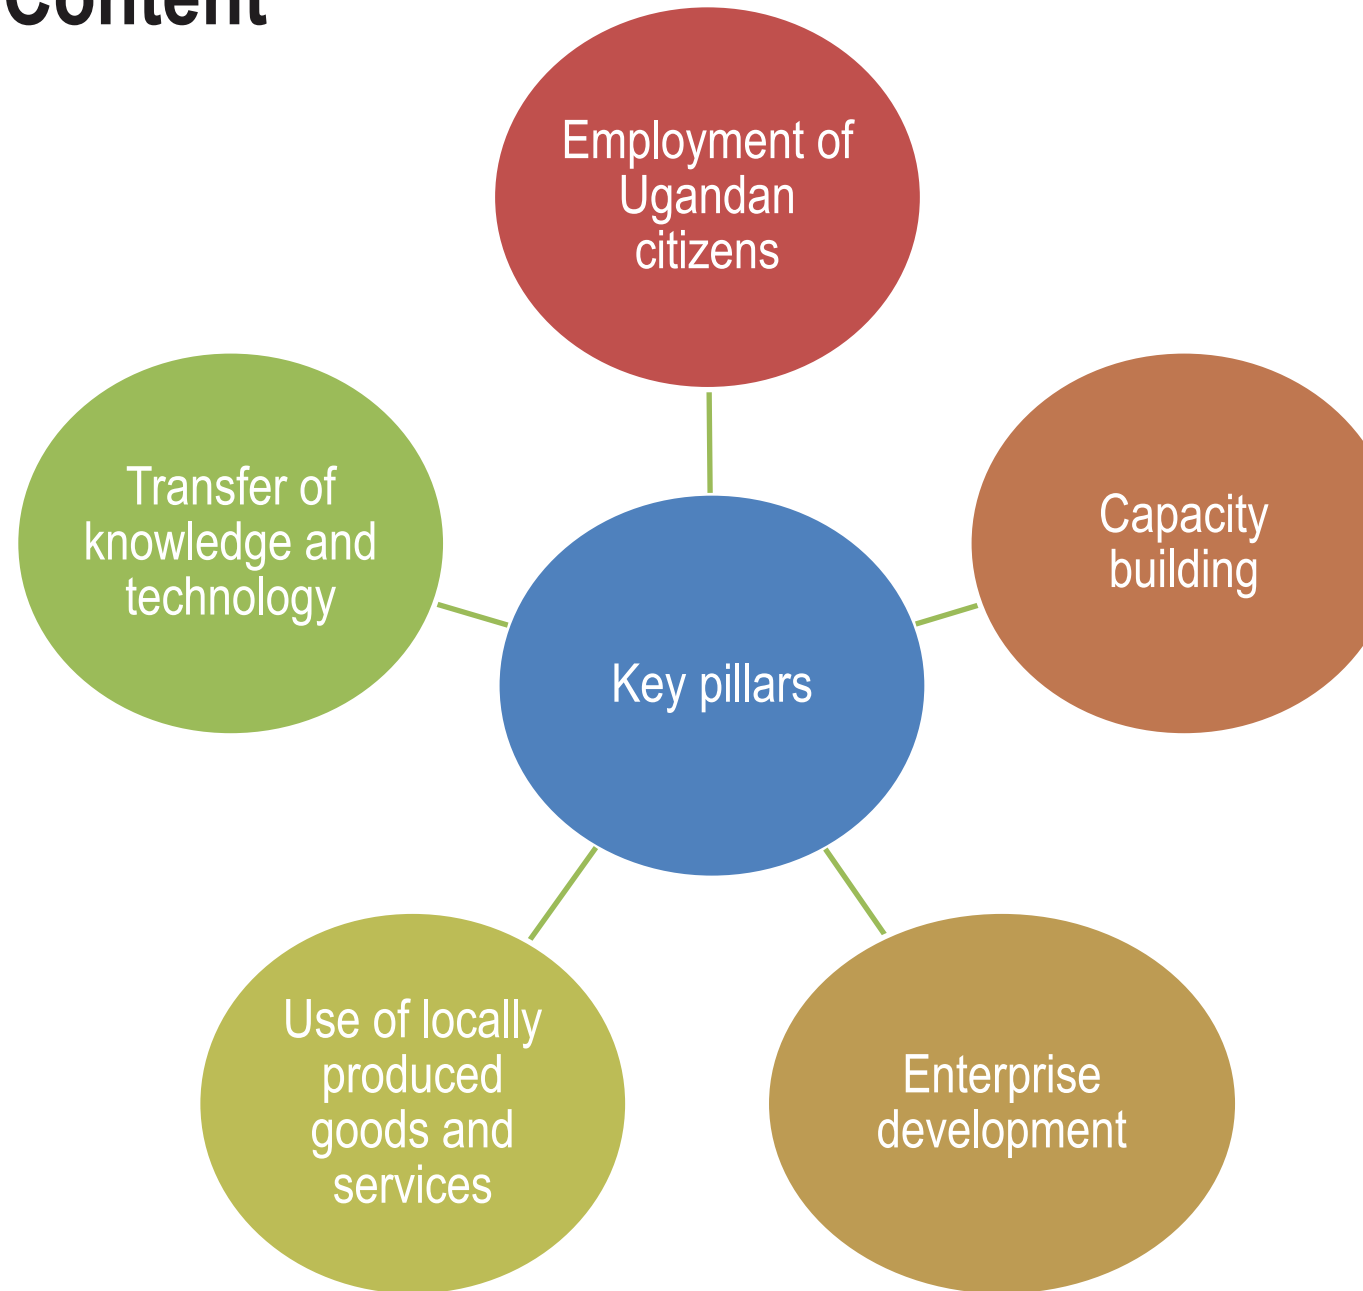 Content
Employment of
Ugandan
citizens
Transfer of
knowledge and
technology
Capacity
building
Key pillars
Use of locally
produced
goods and
services
Enterprise
development